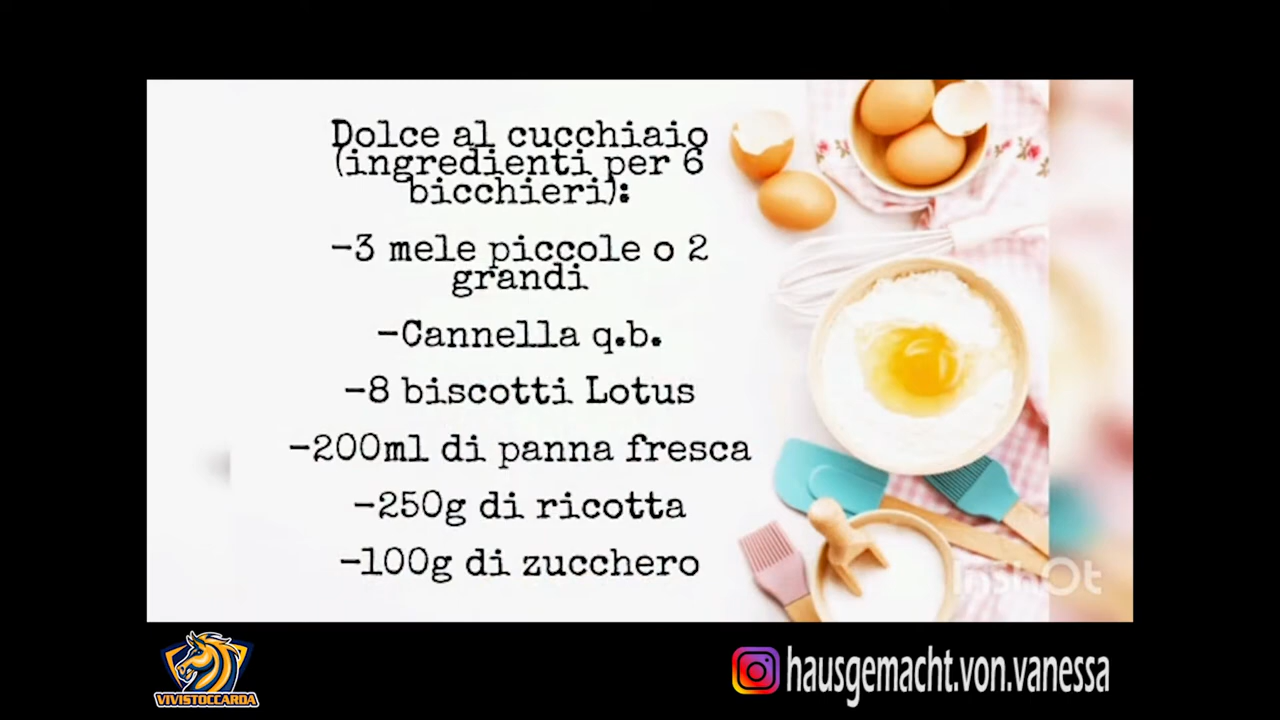 Dolce al cucchiaio
(ingredienti per 6
bicchieri):
-3 mele piccole o 2
grandi
-Cannella q.b.
-8 biscotti Lotus
-200ml di panna fresca
-250g di ricotta
-100g di zucchero
InShOt
VIVISTOCCARDA
hausgemacht.von.vanessa